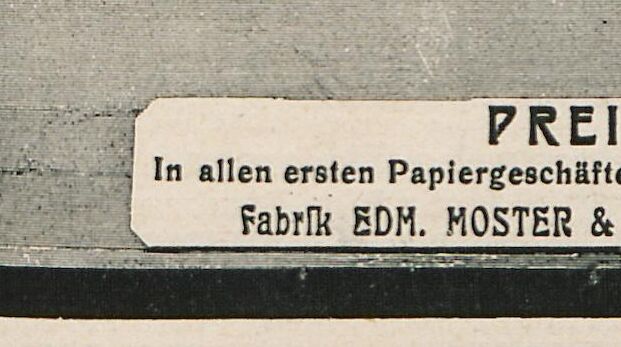 PREI
In allen ersten Papiergeschäfte
Fabrik EDM. MOSTER &